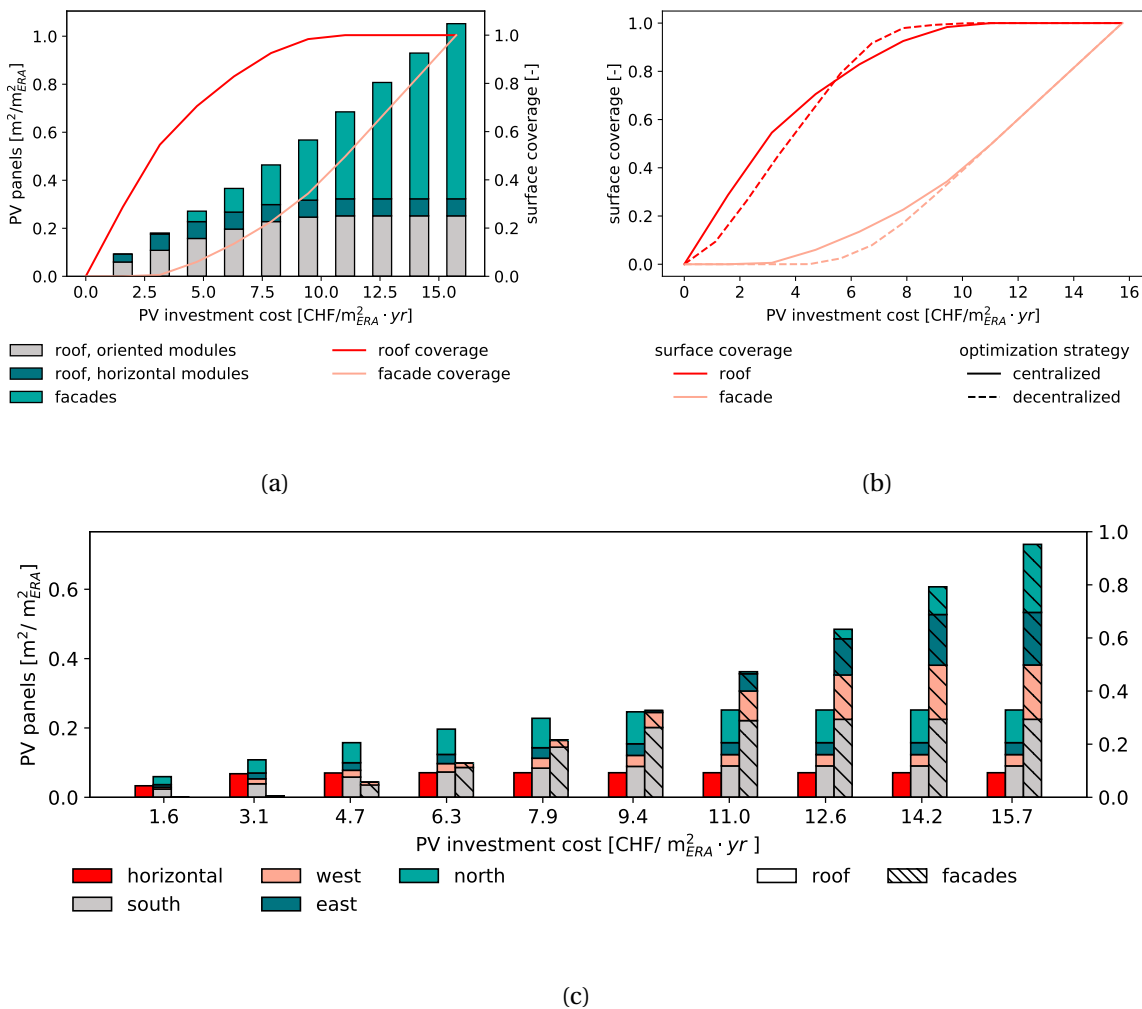 1.0
0.8
0.6
0.4
0.2
0.0
PV panels [m²/m²ERA]
1.0
0.8
0.6
0.4
0.2
0.0
surface coverage [-]
0.0 2.5 5.0 7.5 10.0 12.5 15.0
PV investment cost [CHF/m²ERA · yr]
roof, oriented modules
roof, horizontal modules
facades
roof coverage
facade coverage
(a)
1.0
0.8
0.6
0.4
0.2
0.0
surface coverage [-]
0 2 4 6 8 10 12 14 16
PV investment cost [CHF/m²ERA · yr]
surface coverage
roof
facade
optimization strategy
centralized
decentralized
(b)
0.6
0.4
0.2
0.0
PV panels [m²/ m²ERA]
1.0
0.8
0.6
0.4
0.2
0.0
1.6 3.1 4.7 6.3 7.9 9.4 11.0 12.6 14.2 15.7
PV investment cost [CHF/ m²ERA · yr ]
horizontal west north
south east
roof facades
(c)